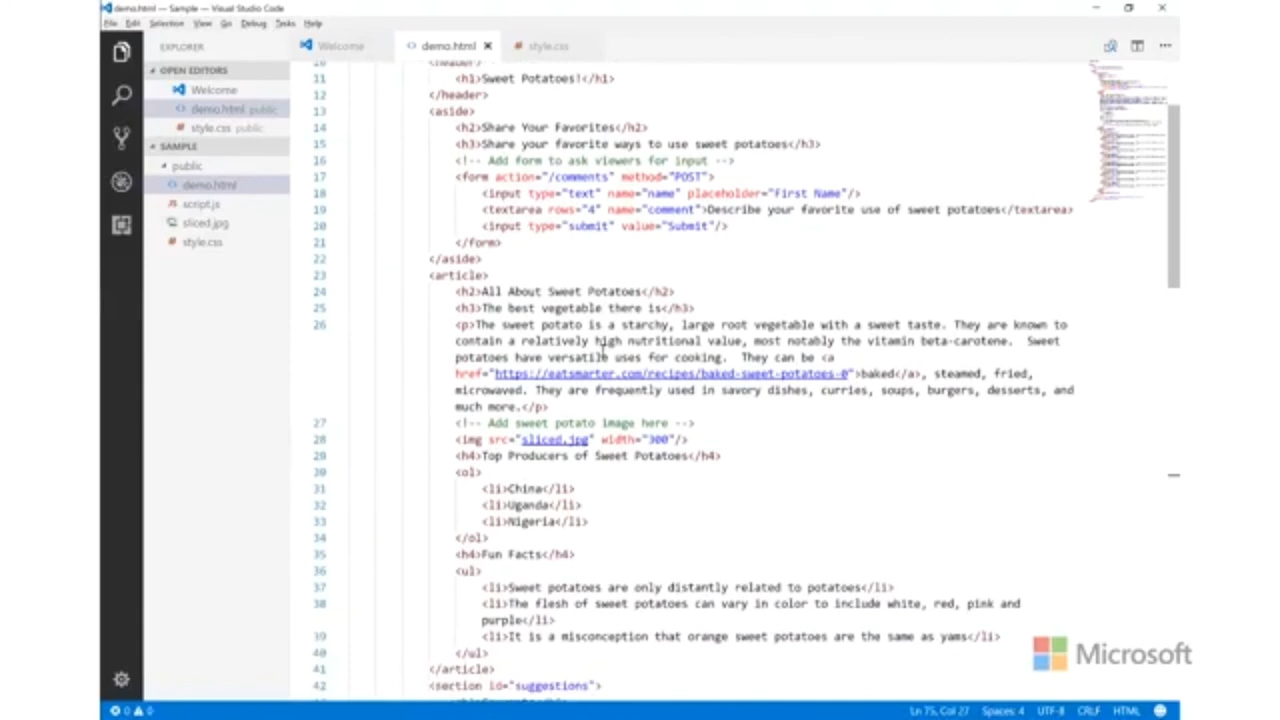 demo.html — Sample — Visual Studio Code
File Edit Selection View Go Debug Tasks Help
EXPLORER
OPEN EDITORS
Welcome
demo.html public
style.css public
SAMPLE
public
demo.html
script.js
sliced.jpg
style.css
Welcome
demo.html
style.css
10 <header>
11 <h1>Sweet Potatoes!</h1>
12 </header>
13 <aside>
14 <h2>Share Your Favorites</h2>
15 <h3>Share your favorite ways to use sweet potatoes</h3>
16 <!-- Add form to ask viewers for input -->
17 <form action="/comments" method="POST">
18 <input type="text" name="name" placeholder="First Name"/>
19 <textarea rows="4" name="comment">Describe your favorite use of sweet potatoes</textarea>
20 <input type="submit" value="Submit"/>
21 </form>
22 </aside>
23 <article>
24 <h2>All About Sweet Potatoes</h2>
25 <h3>The best vegetable there is</h3>
26 <p>The sweet potato is a starchy, large root vegetable with a sweet taste. They are known to
contain a relatively high nutritional value, most notably the vitamin beta-carotene. Sweet
potatoes have versatile uses for cooking. They can be <a
href="https://eatsmarter.com/recipes/baked-sweet-potatoes-0">baked</a>, steamed, fried,
microwaved. They are frequently used in savory dishes, curries, soups, burgers, desserts, and
much more.</p>
27 <!-- Add sweet potato image here -->
28 <img src="sliced.jpg" width="300"/>
29 <h4>Top Producers of Sweet Potatoes</h4>
30 <ol>
31 <li>China</li>
32 <li>Uganda</li>
33 <li>Nigeria</li>
34 </ol>
35 <h4>Fun Facts</h4>
36 <ul>
37 <li>Sweet potatoes are only distantly related to potatoes</li>
38 <li>The flesh of sweet potatoes can vary in color to include white, red, pink and
purple</li>
39 <li>It is a misconception that orange sweet potatoes are the same as yams</li>
40 </ul>
41 </article>
42 <section id="suggestions">
Microsoft
0 0
Ln 75, Col 27 Spaces: 4 UTF-8 CRLF HTML